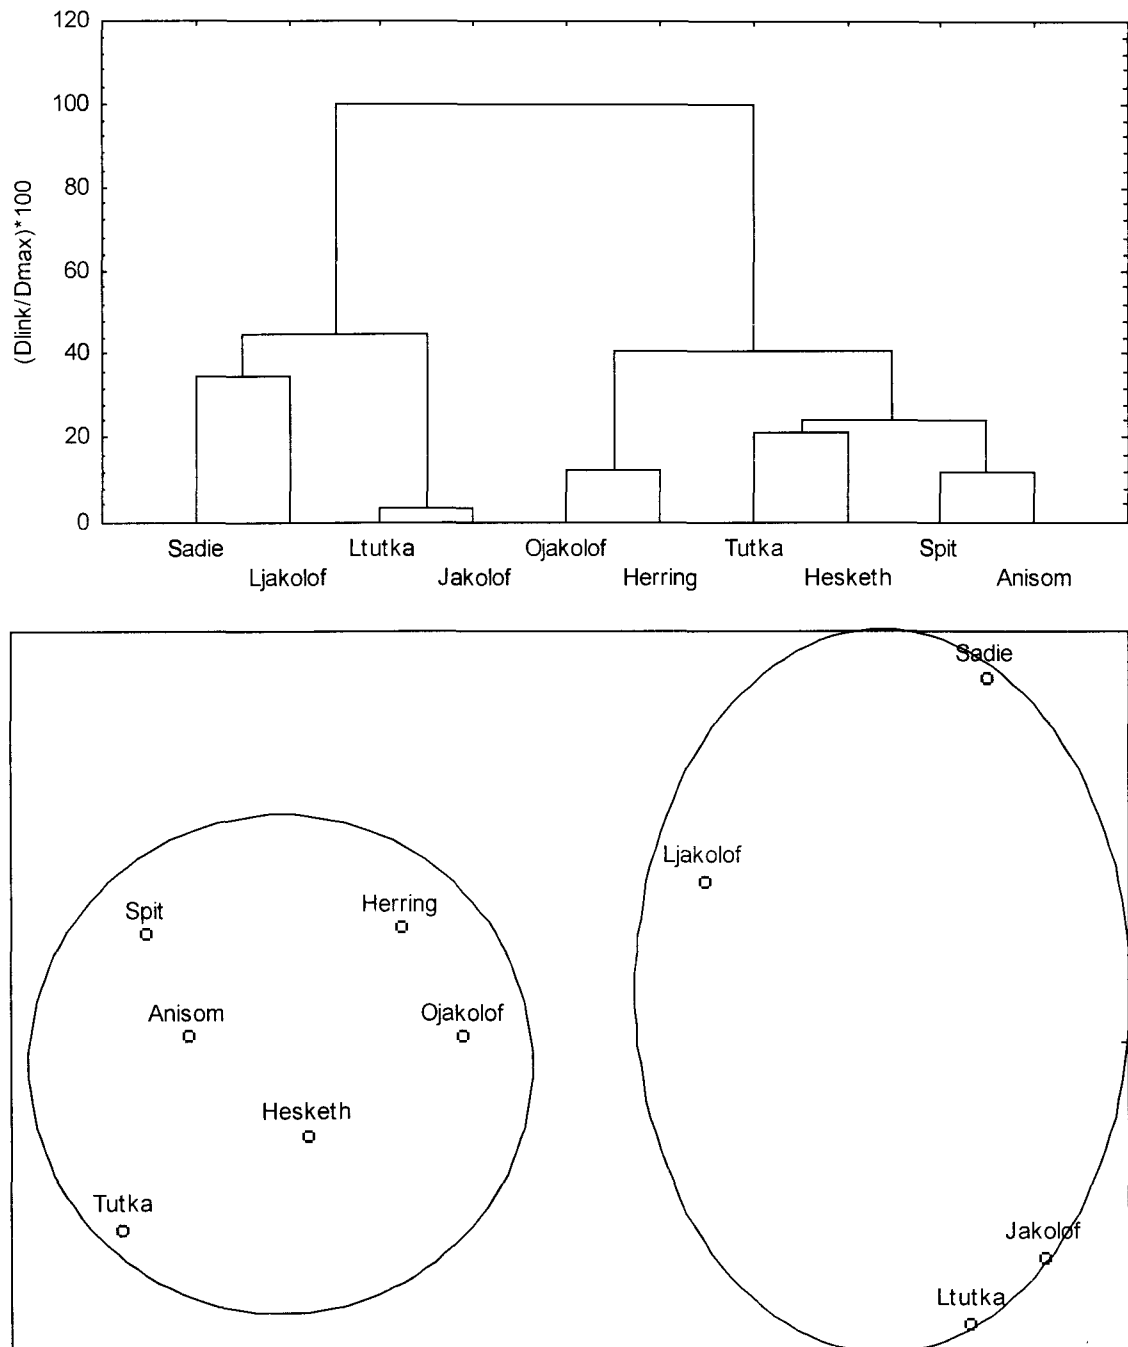 120
100
80
60
40
20
0
(Dlink/Dmax)*100
Sadie Ltutka Ojakolof Tutka Spit
Ljakolof Jakolof Herring Hesketh Anisom
Sadie
Ljakolof
Spit Herring
Anisom Ojakolof
Hesketh
Tutka
Jakolof
Ltutka